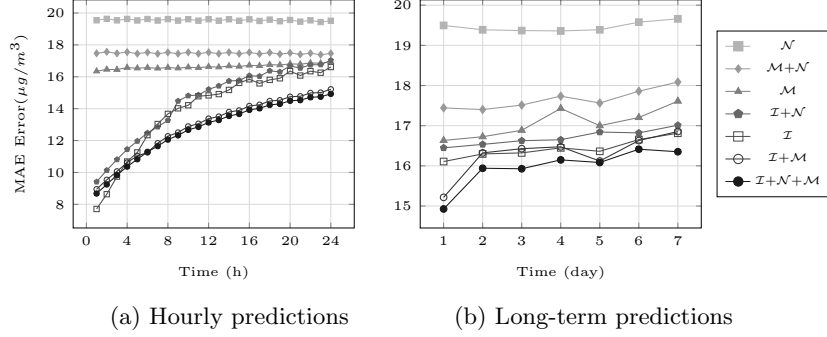 MAE Error(μg/m³)
20
18
16
14
12
10
8
0 4 8 12 16 20 24
Time (h)
(a) Hourly predictions
20
19
18
17
16
15
1 2 3 4 5 6 7
Time (day)
(b) Long-term predictions
𝒩
ℳ+𝒩
ℳ
ℐ+𝒩
ℐ
ℐ+ℳ
ℐ+𝒩+ℳ